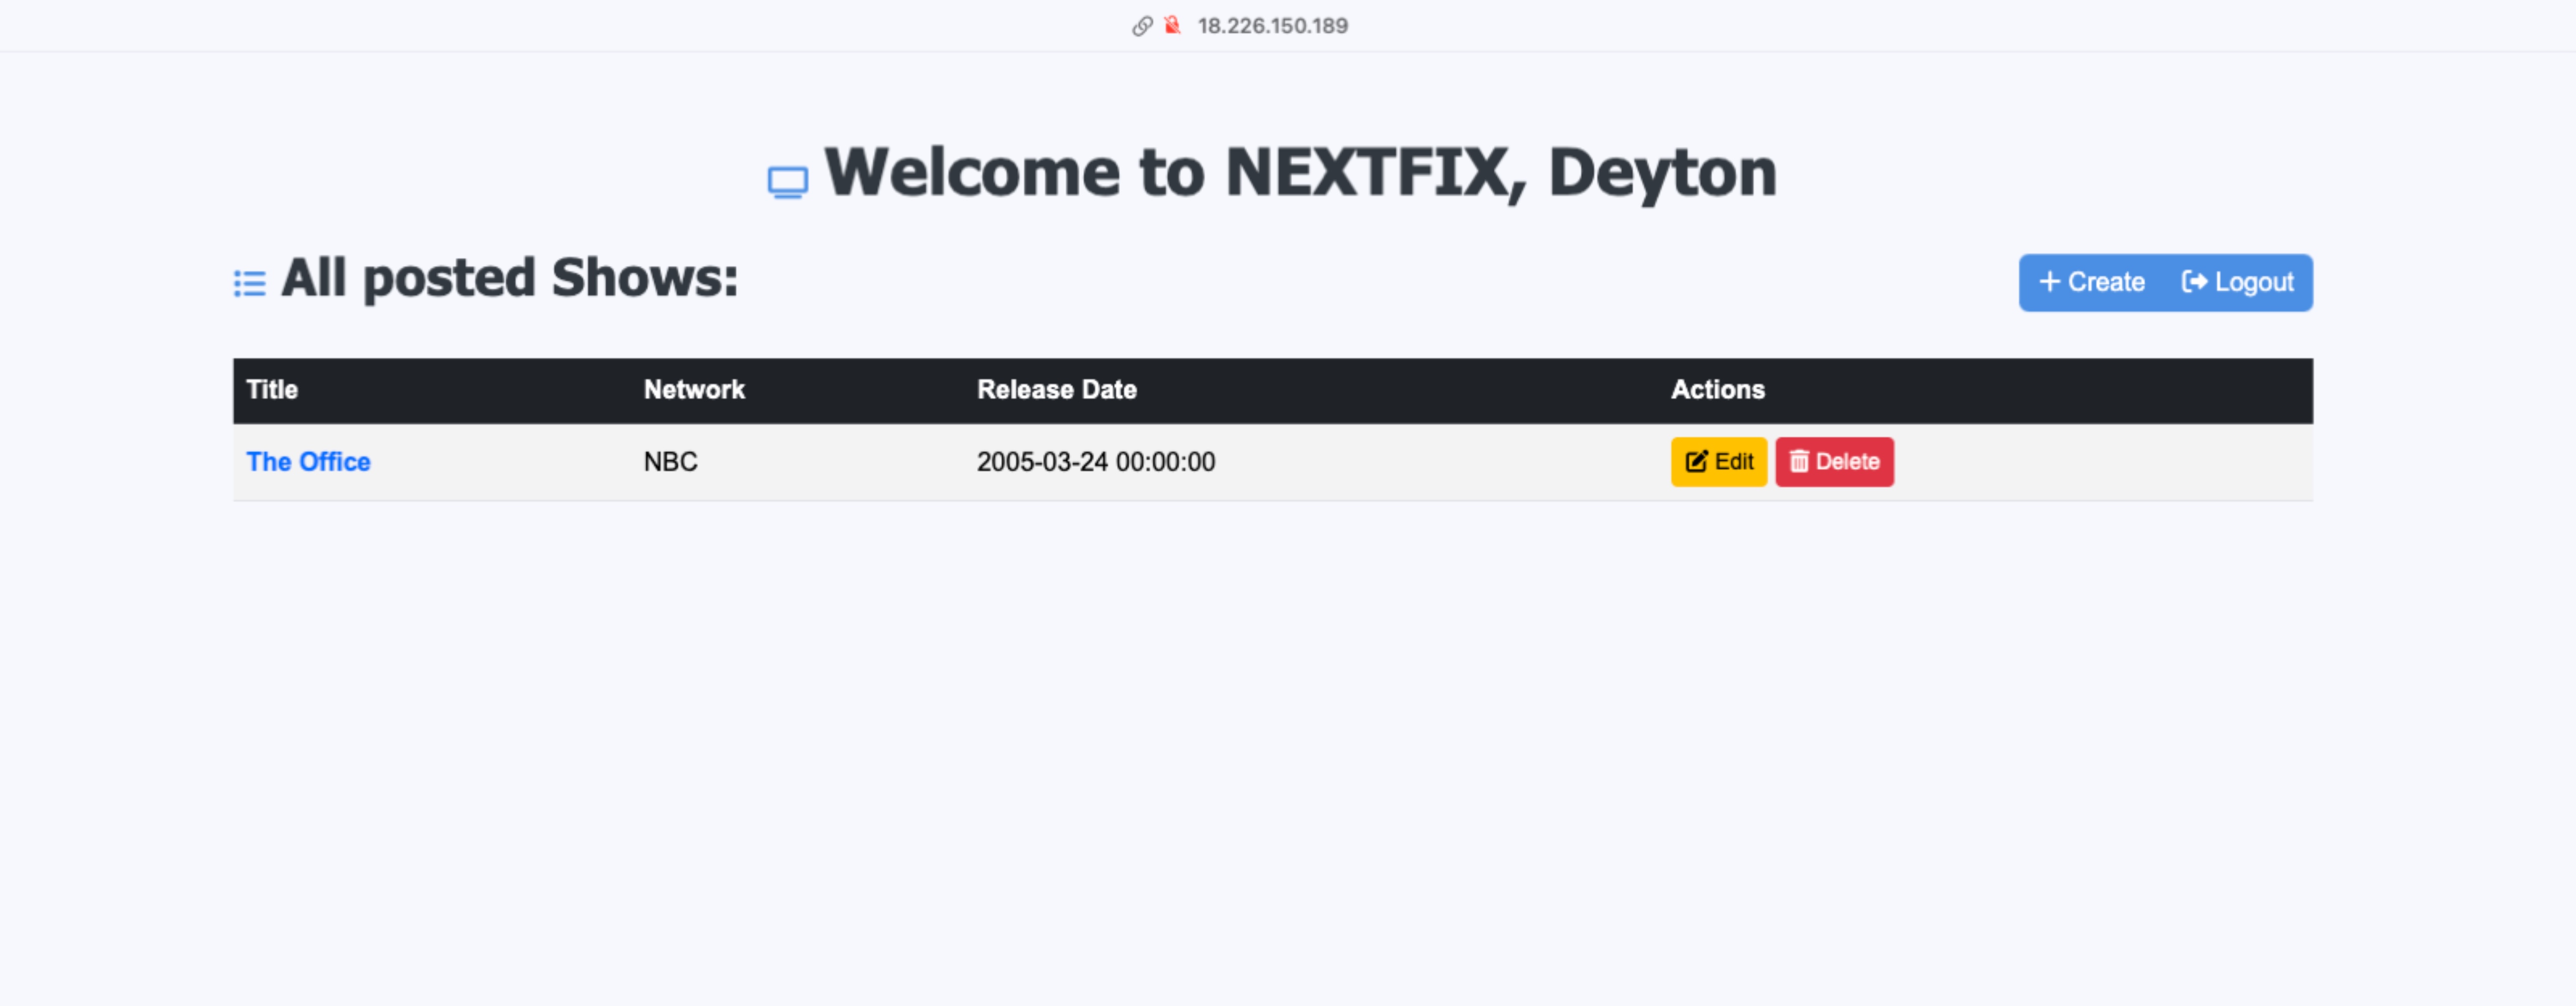 18.226.150.189
Welcome to NEXTFIX, Deyton
All posted Shows:
+ Create Logout
Title Network Release Date Actions
The Office NBC 2005-03-24 00:00:00 Edit Delete